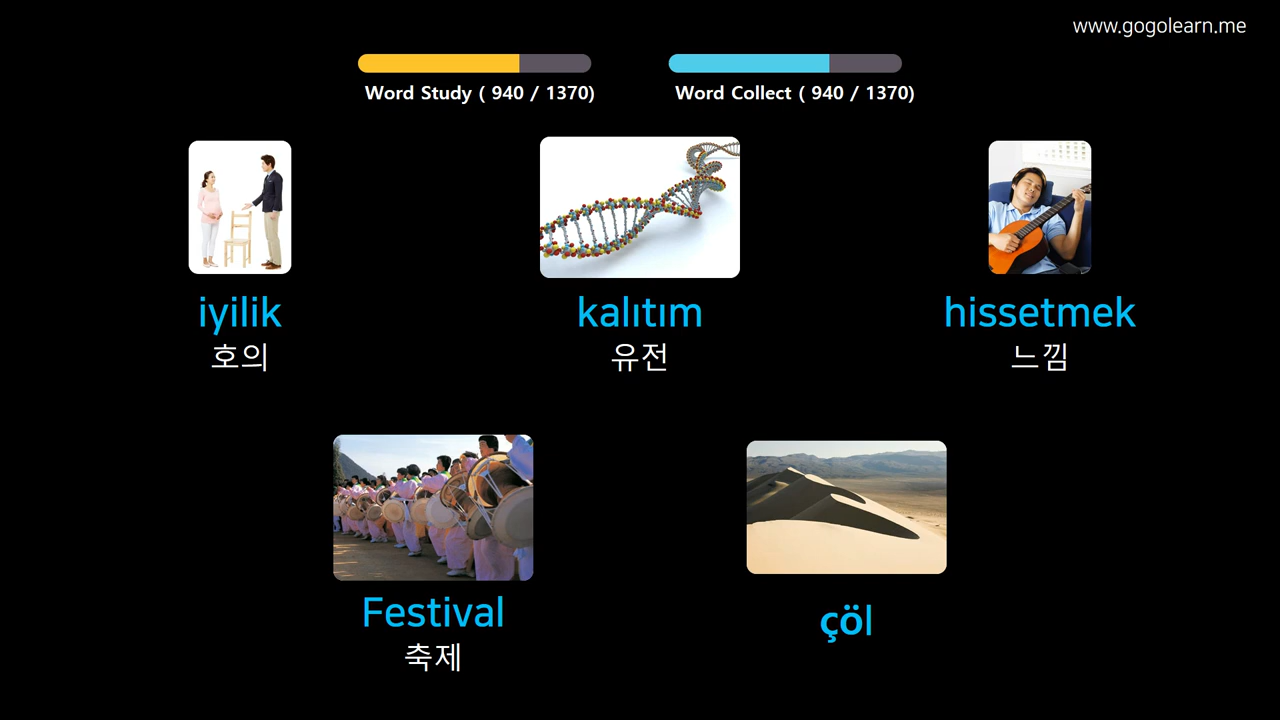 www.gogolearn.me
Word Study ( 940 / 1370)
Word Collect ( 940 / 1370)
iyilik
호의
kalıtım
유전
hissetmek
느낌
Festival
축제
çöl